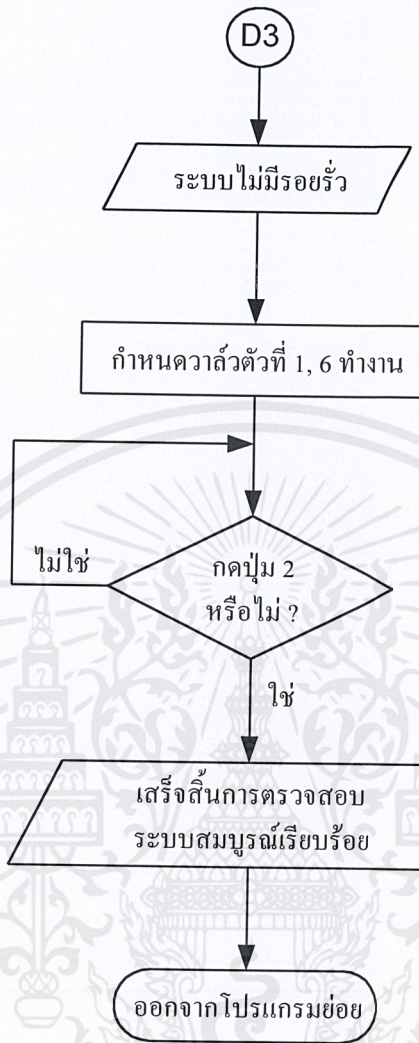 D3
ระบบไม่มีรอยรั่ว
กำหนดวาล์วตัวที่ 1, 6 ทำงาน
ไม่ใช่
กดปุ่ม 2
หรือไม่ ?
ใช่
เสร็จสิ้นการตรวจสอบ
ระบบสมบูรณ์เรียบร้อย
ออกจากโปรแกรมย่อย